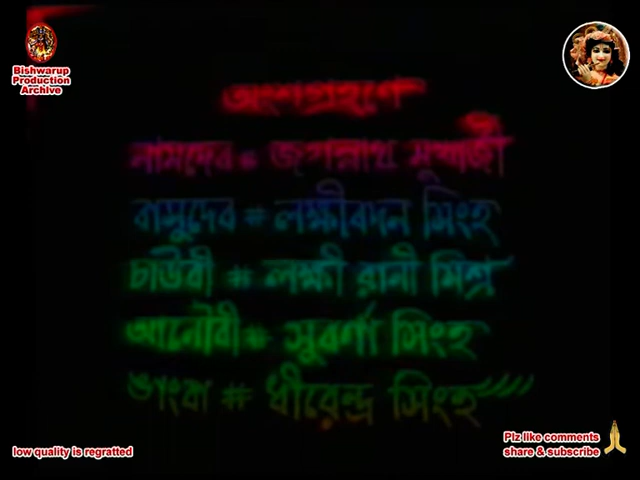 Bishwarup
Production
Archive
অংশগ্রহণে
নামদেব # জগন্নাথ মুখার্জী
বাসুদেব # লক্ষীবদন সিংহ
চাউবী # লক্ষী রানী মিশ্র
আনৌবী # সুবর্ণা সিংহ
ঙাংবা # ধীরেন্দ্র সিংহ
low quality is regratted
Plz like comments
share & subscribe